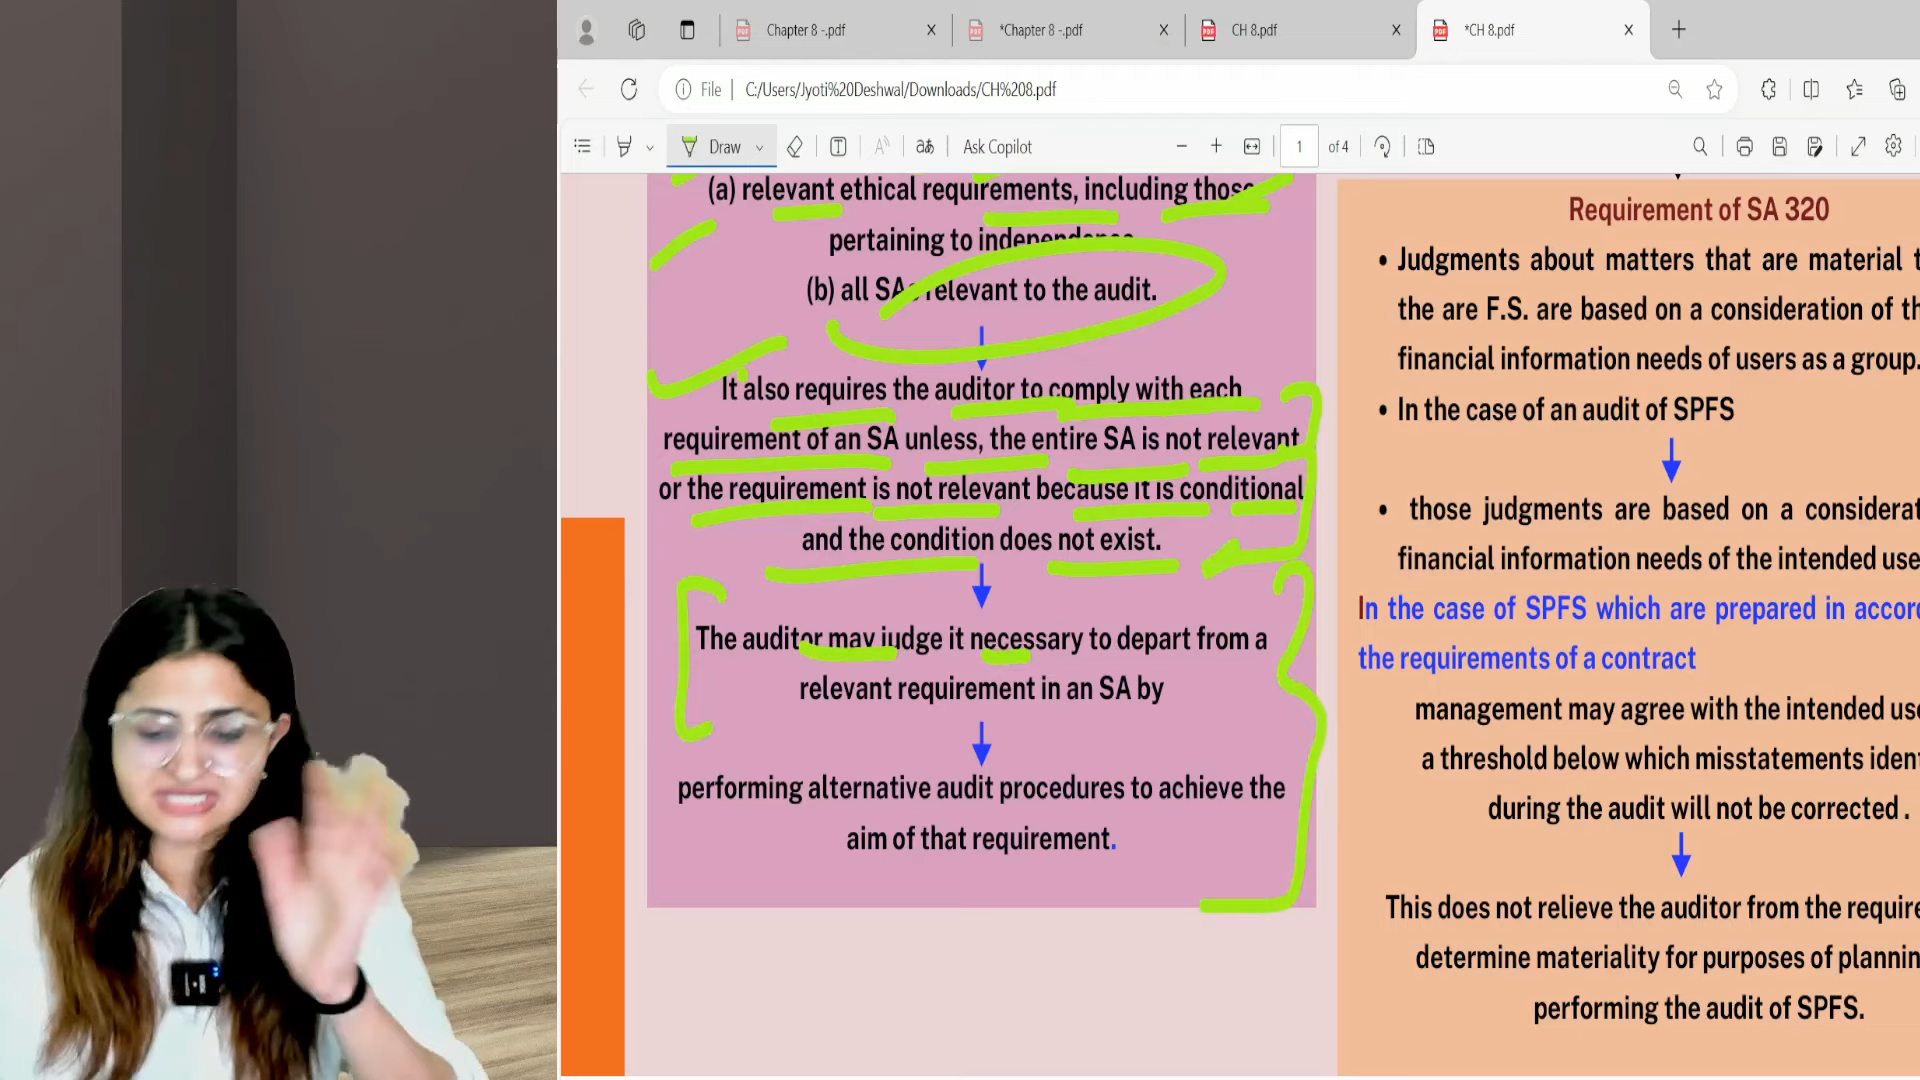 Chapter 8 -.pdf
*Chapter 8 -.pdf
CH 8.pdf
*CH 8.pdf
File
C:/Users/Jyoti%20Deshwal/Downloads/CH%208.pdf
Draw
Ask Copilot
1
of 4
(a) relevant ethical requirements, including those
pertaining to independence
(b) all SAs relevant to the audit.
It also requires the auditor to comply with each
requirement of an SA unless, the entire SA is not relevant
or the requirement is not relevant because it is conditional
and the condition does not exist.
The auditor may judge it necessary to depart from a
relevant requirement in an SA by
performing alternative audit procedures to achieve the
aim of that requirement.
Requirement of SA 320
• Judgments about matters that are material t
the are F.S. are based on a consideration of th
financial information needs of users as a group.
• In the case of an audit of SPFS
• those judgments are based on a considerat
financial information needs of the intended use
In the case of SPFS which are prepared in accord
the requirements of a contract
management may agree with the intended use
a threshold below which misstatements ident
during the audit will not be corrected .
This does not relieve the auditor from the require
determine materiality for purposes of plannin
performing the audit of SPFS.